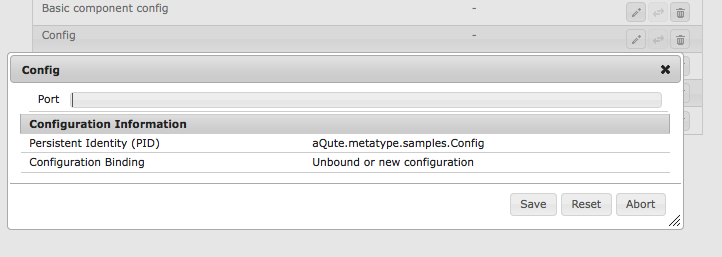 Basic component config -
Config -
Config
Port
Configuration Information
Persistent Identity (PID) aQute.metatype.samples.Config
Configuration Binding Unbound or new configuration
Save Reset Abort